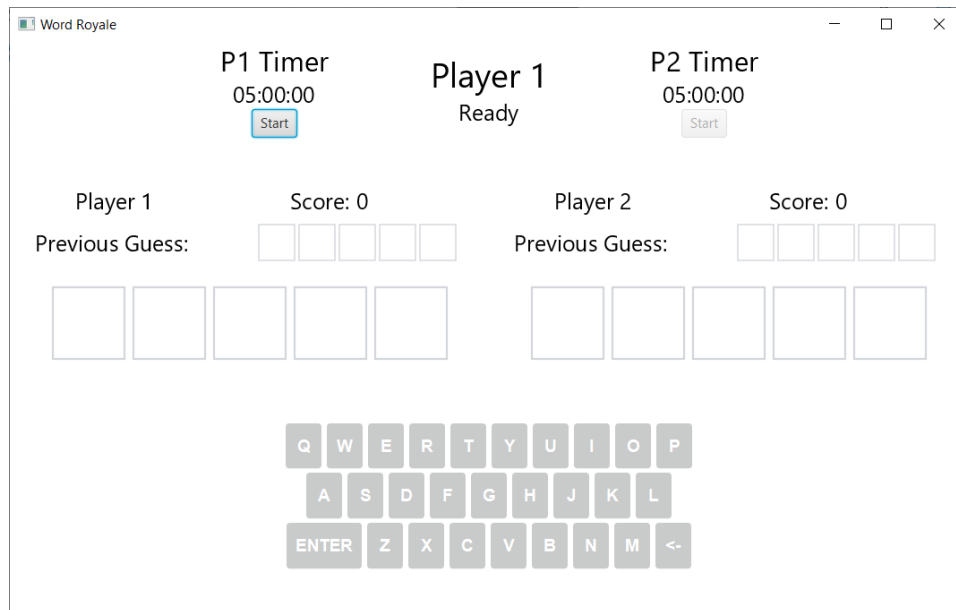 Word Royale
P1 Timer
05:00:00
Start
Player 1
Ready
P2 Timer
05:00:00
Start
Player 1 Score: 0
Previous Guess:
Player 2 Score: 0
Previous Guess:
Q W E R T Y U I O P
A S D F G H J K L
ENTER Z X C V B N M <-